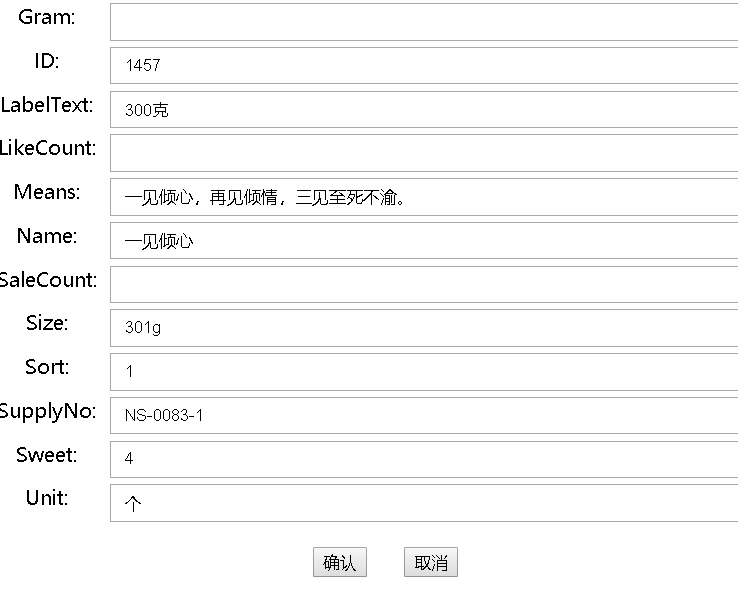 Gram:
ID: 1457
LabelText: 300克
LikeCount:
Means: 一见倾心，再见倾情，三见至死不渝。
Name: 一见倾心
SaleCount:
Size: 301g
Sort: 1
SupplyNo: NS-0083-1
Sweet: 4
Unit: 个
确认 取消